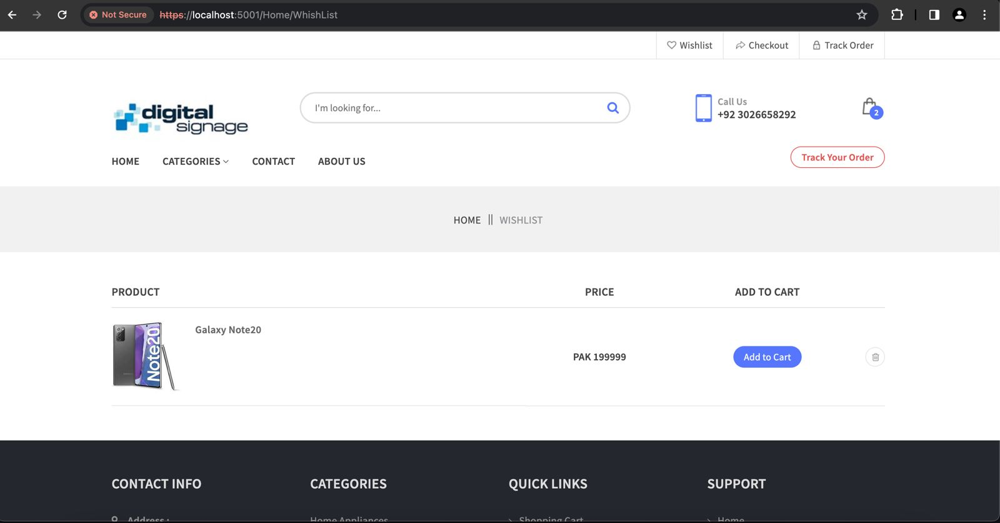 Not Secure https://localhost:5001/Home/WhishList
Wishlist Checkout Track Order
digital signage
I'm looking for...
Call Us
+92 3026658292
2
HOME CATEGORIES CONTACT ABOUT US
Track Your Order
HOME || WISHLIST
PRODUCT PRICE ADD TO CART
Galaxy Note20
Note20
PAK 199999
Add to Cart
CONTACT INFO CATEGORIES QUICK LINKS SUPPORT
Address : Home Appliances Shopping Cart Home